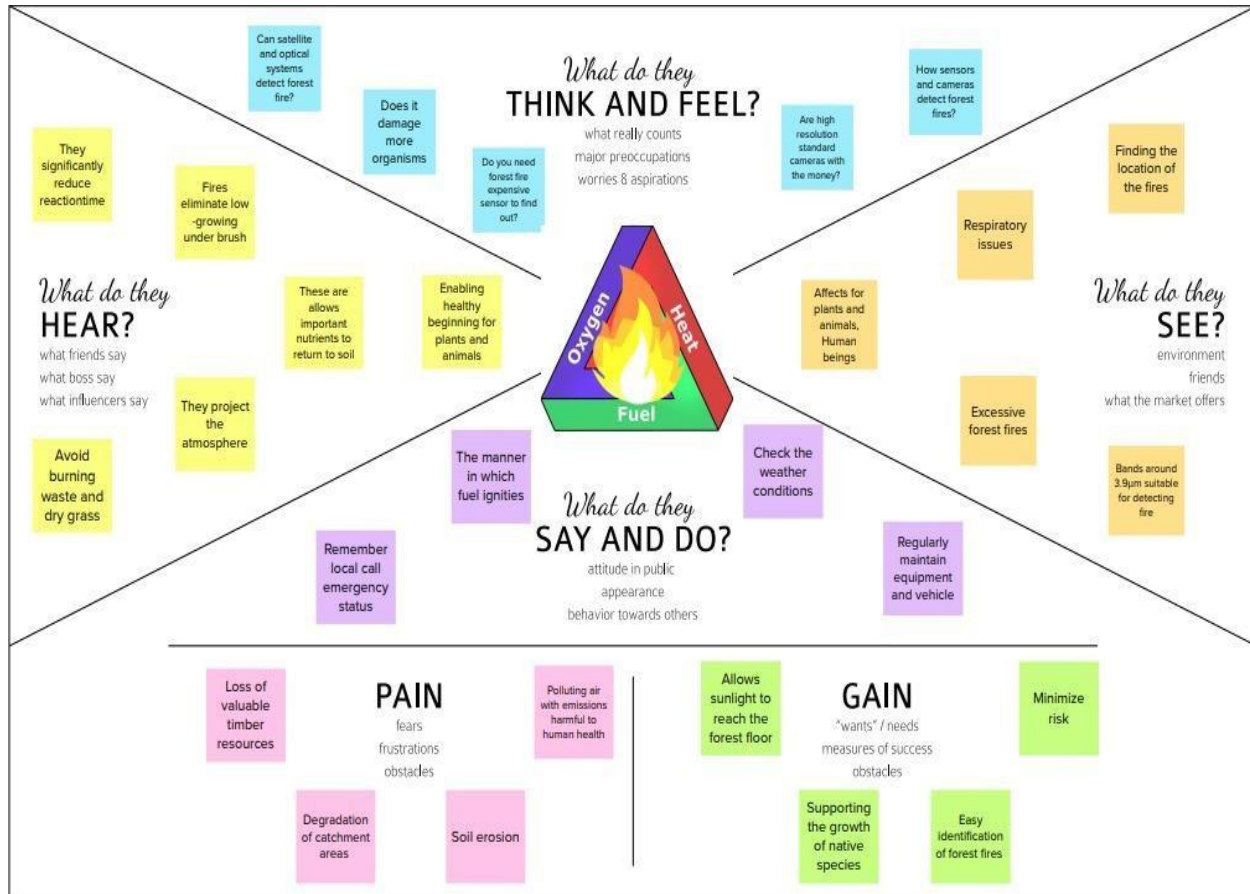 Can satellite
and optical
systems
detect forest
fire?
Does it
damage
more
organisms
Do you need
forest fire
expensive
sensor to find
out?
What do they
THINK AND FEEL?
what really counts
major preoccupations
worries & aspirations
Are high
resolution
standard
cameras with
the money?
How sensors
and cameras
detect forest
fires?
They
significantly
reduce
reactiontime
Fires
eliminate low
-growing
under brush
What do they
HEAR?
what friends say
what boss say
what influencers say
These are
allows
important
nutrients to
return to soil
Enabling
healthy
beginning for
plants and
animals
They project
the
atmosphere
Avoid
burning
waste and
dry grass
Oxygen
Heat
Fuel
Finding the
location of
the fires
Respiratory
issues
Affects for
plants and
animals,
Human
beings
What do they
SEE?
environment
friends
what the market offers
Excessive
forest fires
Bands around
3.9µm suitable
for detecting
fire
The manner
in which
fuel ignities
Check the
weather
conditions
What do they
SAY AND DO?
attitude in public
appearance
behavior towards others
Remember
local call
emergency
status
Regularly
maintain
equipment
and vehicle
Loss of
valuable
timber
resources
PAIN
fears
frustrations
obstacles
Polluting air
with emissions
harmful to
human health
Degradation
of catchment
areas
Soil erosion
Allows
sunlight to
reach the
forest floor
GAIN
"wants" / needs
measures of success
obstacles
Minimize
risk
Supporting
the growth
of native
species
Easy
identification
of forest fires